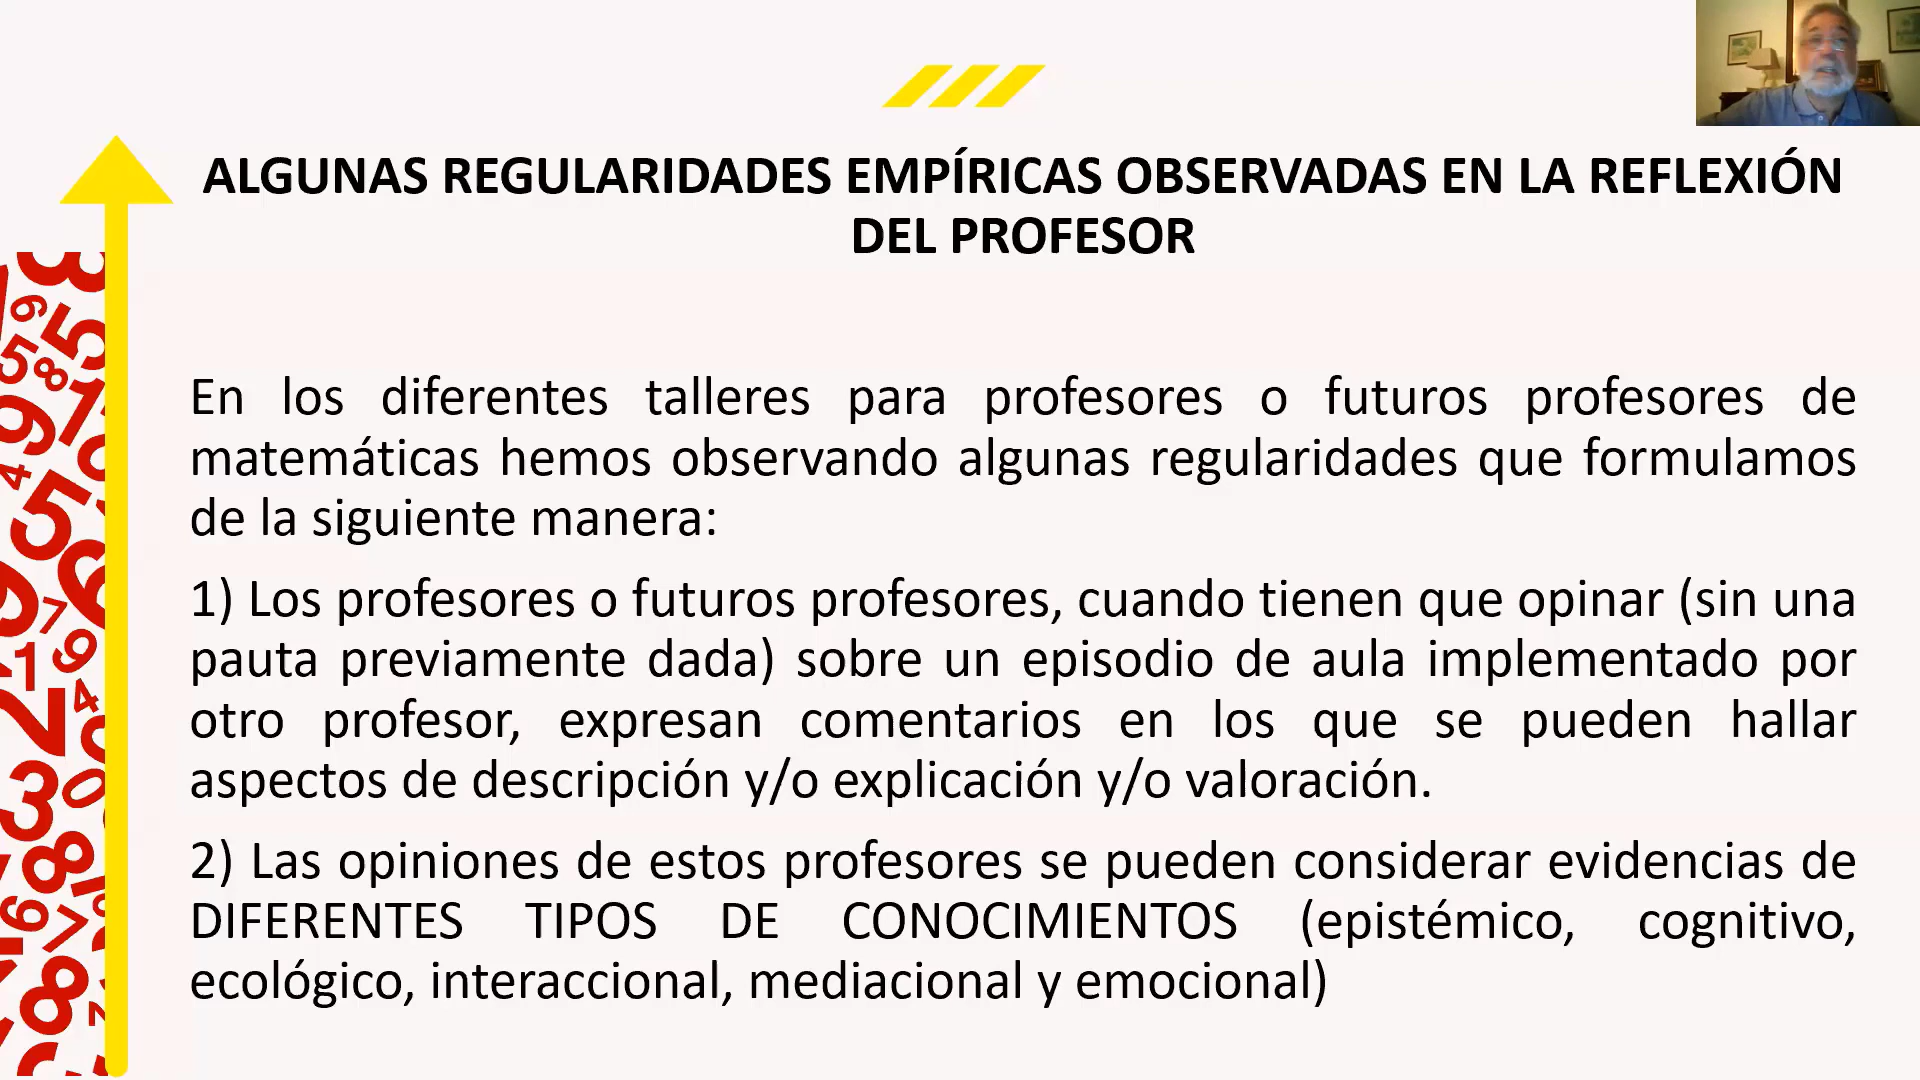 ALGUNAS REGULARIDADES EMPÍRICAS OBSERVADAS EN LA REFLEXIÓN
DEL PROFESOR
En los diferentes talleres para profesores o futuros profesores de
matemáticas hemos observando algunas regularidades que formulamos
de la siguiente manera:
1) Los profesores o futuros profesores, cuando tienen que opinar (sin una
pauta previamente dada) sobre un episodio de aula implementado por
otro profesor, expresan comentarios en los que se pueden hallar
aspectos de descripción y/o explicación y/o valoración.
2) Las opiniones de estos profesores se pueden considerar evidencias de
DIFERENTES TIPOS DE CONOCIMIENTOS (epistémico, cognitivo,
ecológico, interaccional, mediacional y emocional)